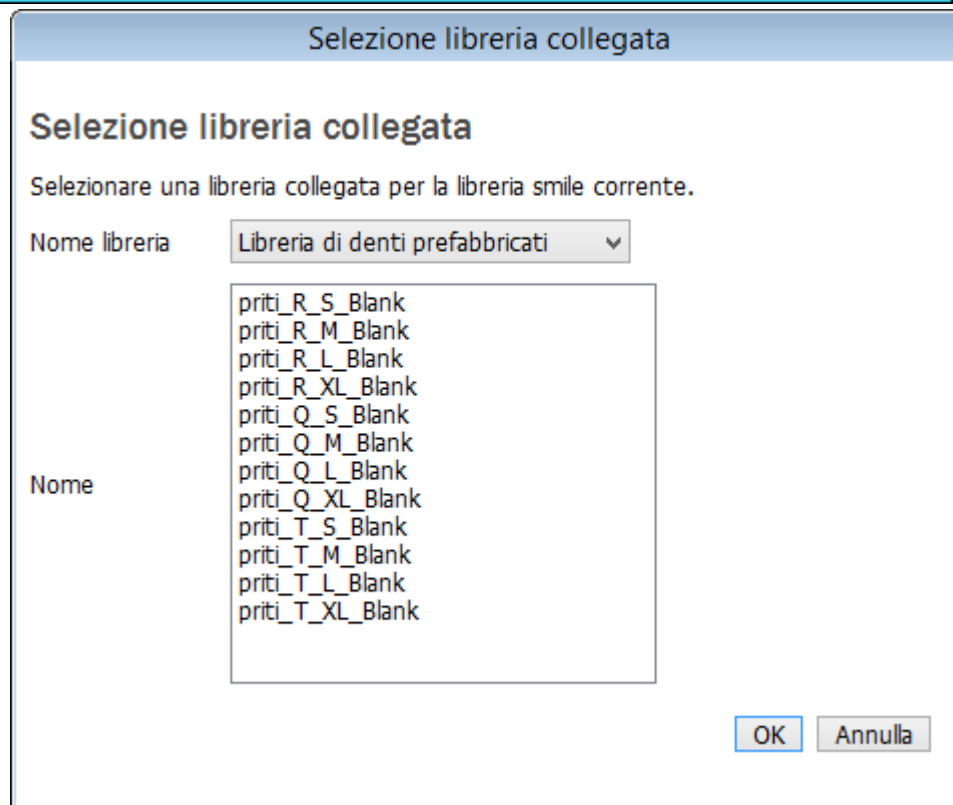 Selezione libreria collegata
Selezione libreria collegata
Selezionare una libreria collegata per la libreria smile corrente.
Nome libreria Libreria di denti prefabbricati
Nome
priti_R_S_Blank
priti_R_M_Blank
priti_R_L_Blank
priti_R_XL_Blank
priti_Q_S_Blank
priti_Q_M_Blank
priti_Q_L_Blank
priti_Q_XL_Blank
priti_T_S_Blank
priti_T_M_Blank
priti_T_L_Blank
priti_T_XL_Blank
OK Annulla